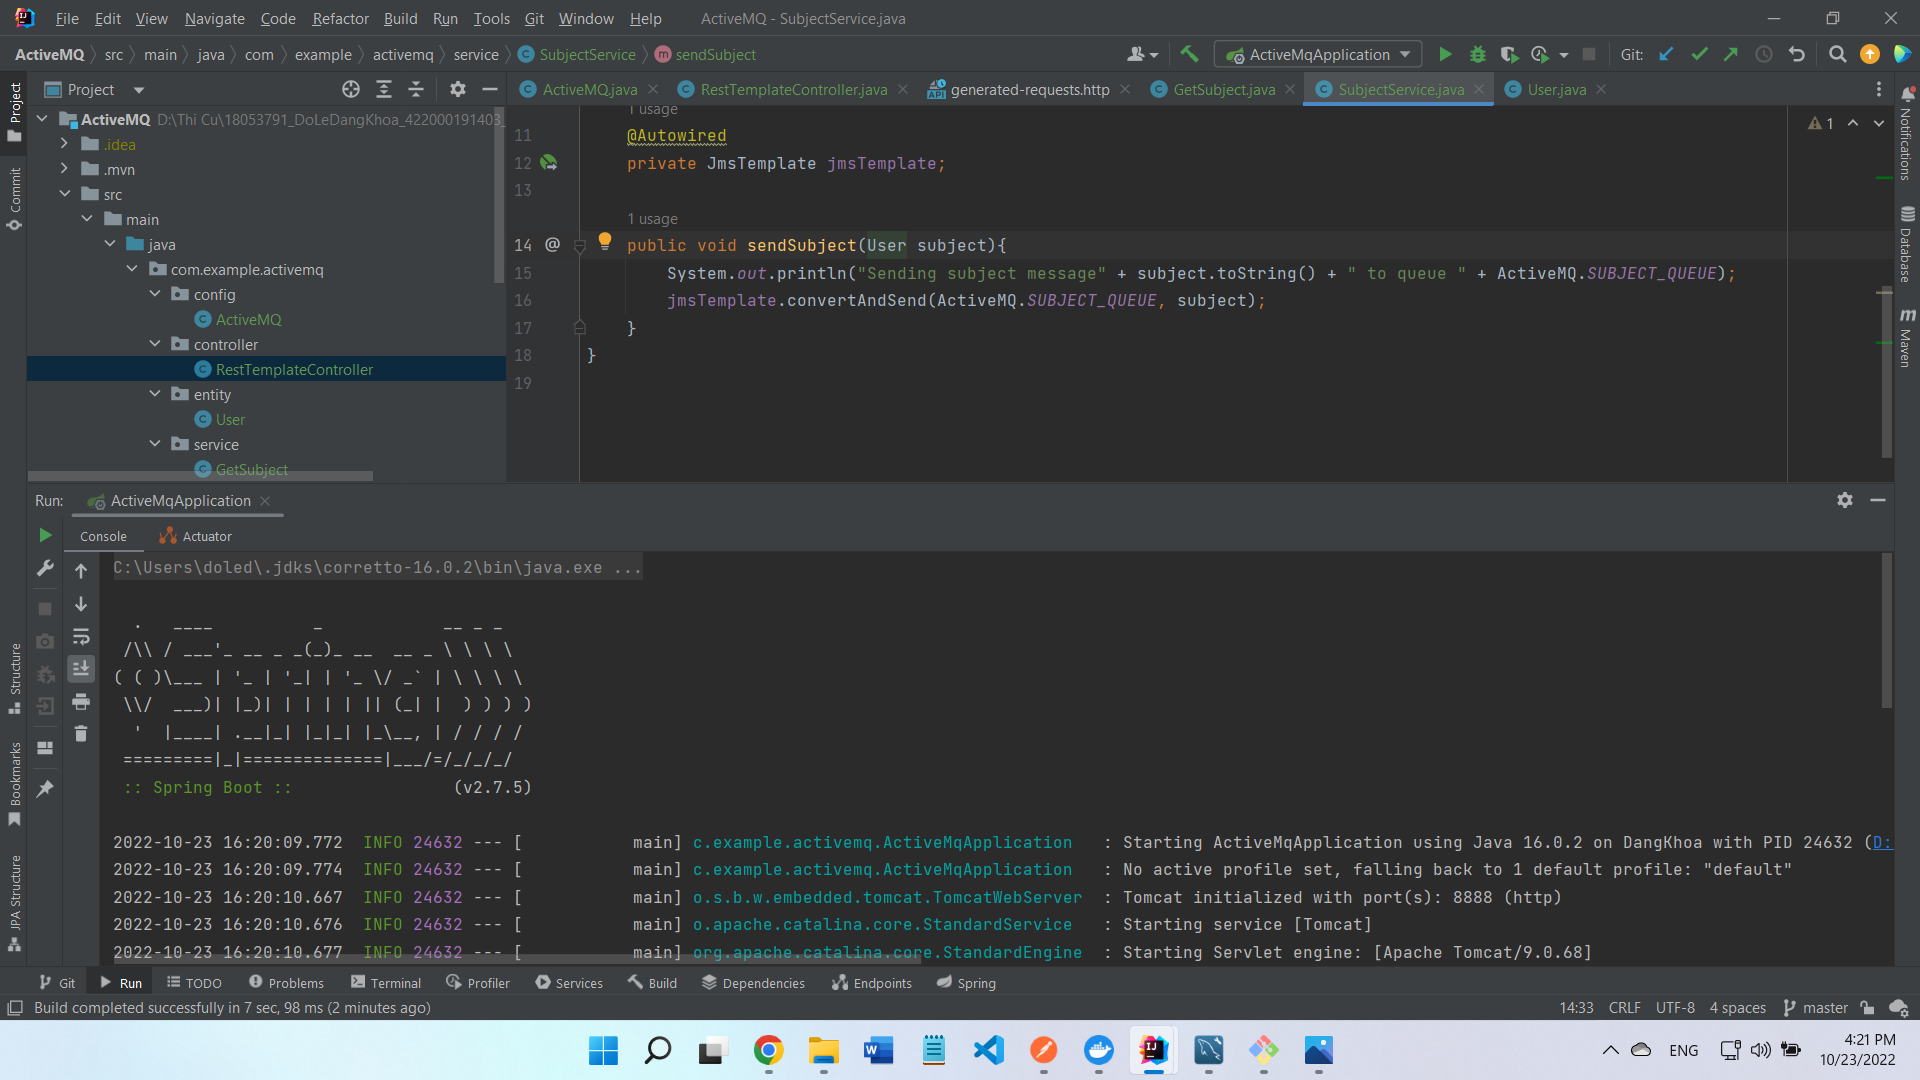 File Edit View Navigate Code Refactor Build Run Tools Git Window Help ActiveMQ - SubjectService.java
ActiveMQ src main java com example activemq service SubjectService sendSubject
ActiveMqApplication Git:
Project
ActiveMQ.java RestTemplateController.java generated-requests.http GetSubject.java SubjectService.java User.java
ActiveMQ D:\Thi Cu\18053791_DoLeDangKhoa_422000191403_
.idea
.mvn
src
main
java
com.example.activemq
config
ActiveMQ
controller
RestTemplateController
entity
User
service
GetSubject
1 usage
11 @Autowired
12 private JmsTemplate jmsTemplate;
13
1 usage
14 public void sendSubject(User subject){
15 System.out.println("Sending subject message" + subject.toString() + " to queue " + ActiveMQ.SUBJECT_QUEUE);
16 jmsTemplate.convertAndSend(ActiveMQ.SUBJECT_QUEUE, subject);
17 }
18 }
19
1
Project
Commit
Structure
Bookmarks
JPA Structure
Notifications
Database
Maven
Run: ActiveMqApplication
Console Actuator
C:\Users\doled\.jdks\corretto-16.0.2\bin\java.exe ...
  .   ____          _            __ _ _
 /\\ / ___'_ __ _ _(_)_ __  __ _ \ \ \ \
( ( )\___ | '_ | '_| | '_ \/ _` | \ \ \ \
 \\/  ___)| |_)| | | | | || (_| |  ) ) ) )
  '  |____| .__|_| |_|_| |_\__, | / / / /
 =========|_|==============|___/=/_/_/_/
 :: Spring Boot ::                (v2.7.5)
2022-10-23 16:20:09.772  INFO 24632 --- [           main] c.example.activemq.ActiveMqApplication   : Starting ActiveMqApplication using Java 16.0.2 on DangKhoa with PID 24632 (D:
2022-10-23 16:20:09.774  INFO 24632 --- [           main] c.example.activemq.ActiveMqApplication   : No active profile set, falling back to 1 default profile: "default"
2022-10-23 16:20:10.667  INFO 24632 --- [           main] o.s.b.w.embedded.tomcat.TomcatWebServer  : Tomcat initialized with port(s): 8888 (http)
2022-10-23 16:20:10.676  INFO 24632 --- [           main] o.apache.catalina.core.StandardService   : Starting service [Tomcat]
2022-10-23 16:20:10.677  INFO 24632 --- [           main] org.apache.catalina.core.StandardEngine  : Starting Servlet engine: [Apache Tomcat/9.0.68]
Git Run TODO Problems Terminal Profiler Services Build Dependencies Endpoints Spring
Build completed successfully in 7 sec, 98 ms (2 minutes ago) 14:33 CRLF UTF-8 4 spaces master
ENG
4:21 PM
10/23/2022